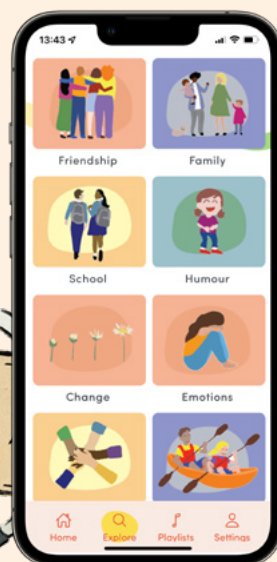 13:43
Friendship
Family
School
Humour
Change
Emotions
Home
Explore
Playlists
Settings